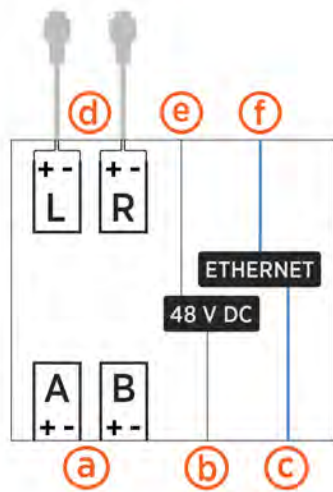 d e f
+ - + -
L R
ETHERNET
48 V DC
A B
+ - + -
a b c